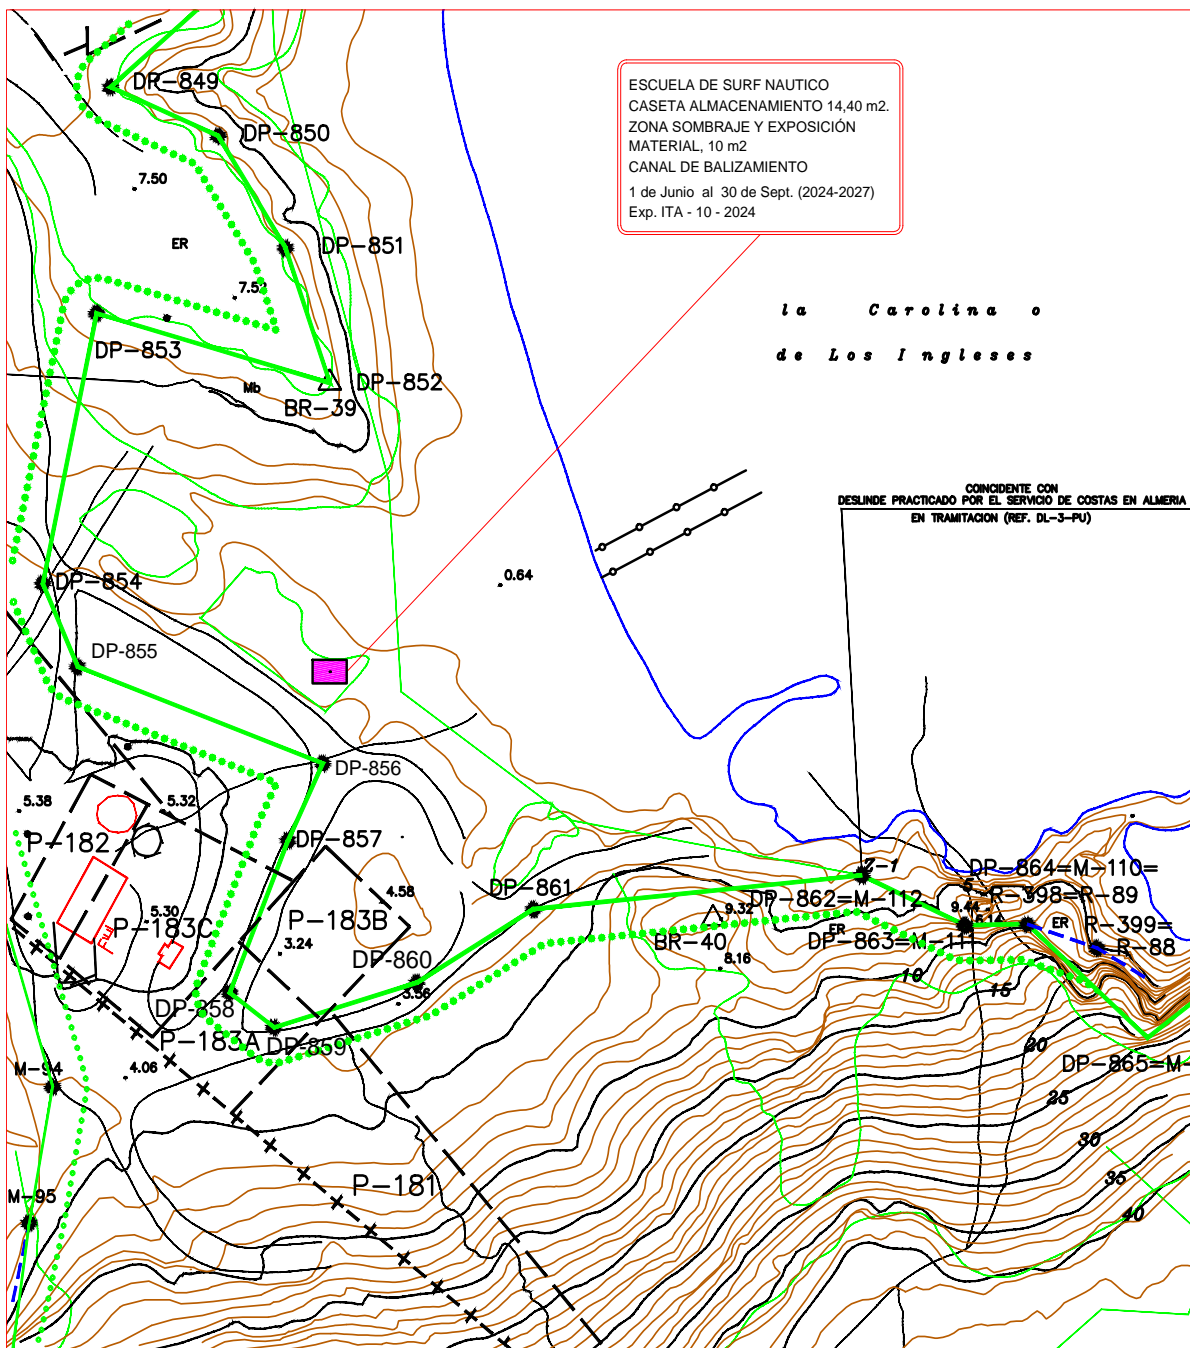 DP-849
DP-850
7.50
ER
DP-851
7.5
DP-853
DP-852
Mb
BR-39
ESCUELA DE SURF NAUTICO
CASETA ALMACENAMIENTO 14,40 m2.
ZONA SOMBRAJE Y EXPOSICIÓN
MATERIAL, 10 m2
CANAL DE BALIZAMIENTO
1 de Junio al 30 de Sept. (2024-2027)
Exp. ITA - 10 - 2024
la Carolina o
de Los Ingleses
COINCIDENTE CON
DESLINDE PRACTICADO POR EL SERVICIO DE COSTAS EN ALMERIA
EN TRAMITACION (REF. DL-3-PU)
0.64
DP-854
DP-855
DP-856
5.38
5.32
P-182
DP-857
4.58
DP-861
Z-1
DP-864=M-110=
5
R-398=R-89
DP-862=M-112
9.44
9.32
R-399=
R-88
ER
ER
P-183B
5.30
P-183C
3.24
BR-40
DP-863=M-111
DP-860
8.16
10
15
3.56
DP-858
P-183A
DP-859
20
DP-865=M-
M-94
4.06
25
30
35
40
P-181
M-95